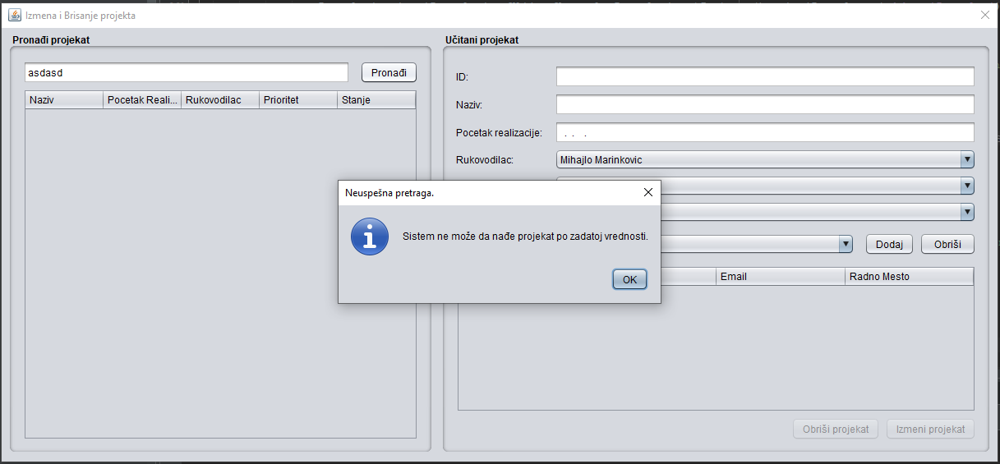 Izmena i Brisanje projekta
Pronađi projekat
asdasd
Pronađi
Naziv
Pocetak Reali...
Rukovodilac
Prioritet
Stanje
Učitani projekat
ID:
Naziv:
Pocetak realizacije:
. . .
Rukovodilac:
Mihajlo Marinkovic
Dodaj
Obriši
Email
Radno Mesto
Obriši projekat
Izmeni projekat
Neuspešna pretraga.
Sistem ne može da nađe projekat po zadatoj vrednosti.
OK